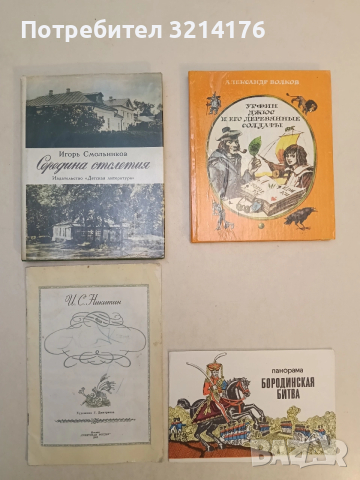 Потребител: 3214176
Игорь Смольников
Середина столетия
Издательство «Детская литература»
АЛЕКСАНДР ВОЛКОВ
УРФИН
ДЖЮС
И ЕГО ДЕРЕВЯННЫЕ
СОЛДАТЫ
И.С. Никитин
панорама
БОРОДИНСКАЯ
БИТВА
bazar